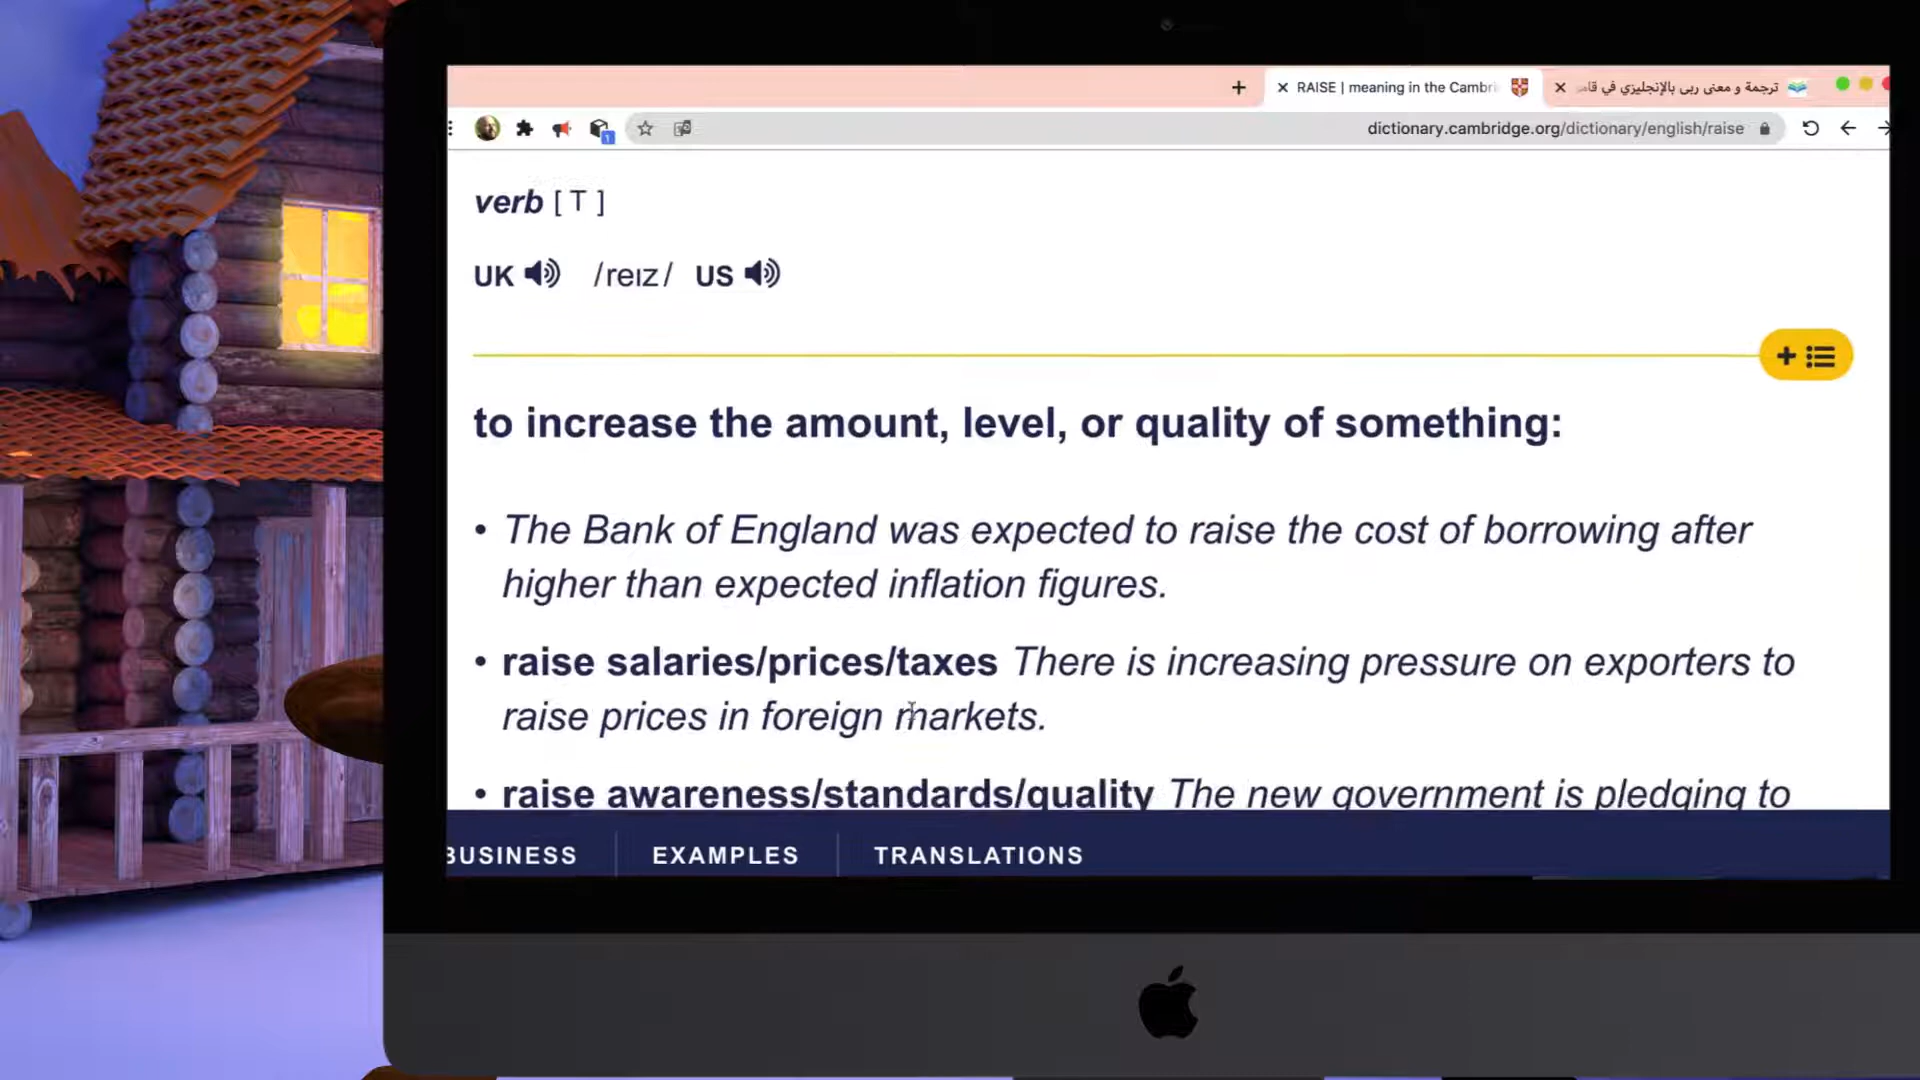 RAISE | meaning in the Cambri
ترجمة و معنى ربى بالإنجليزي في قام
1
dictionary.cambridge.org/dictionary/english/raise
verb [ T ]
UK /reɪz/ US
to increase the amount, level, or quality of something:
• The Bank of England was expected to raise the cost of borrowing after
higher than expected inflation figures.
• raise salaries/prices/taxes There is increasing pressure on exporters to
raise prices in foreign markets.
• raise awareness/standards/quality The new government is pledging to
BUSINESS
EXAMPLES
TRANSLATIONS